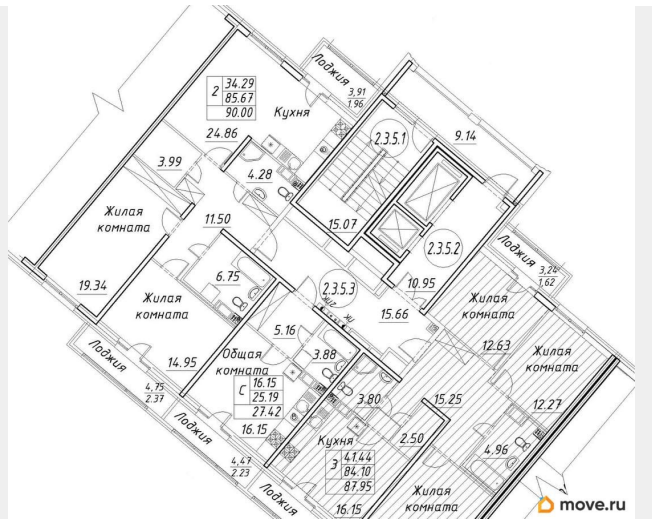 Лоджия
3,91
1.96
2 34.29
85.67
90.00
Кухня
24.86
3.99
4.28
2.3.5.1
9.14
15.07
Жилая
комната
19.34
11.50
6.75
2.3.5.2
10.95
Лоджия
3,24
1,62
2.3.5.3
15.66
Жилая
комната
14.95
5.16
3.88
Общая
комната
С 16.15
25.19
27.42
16.15
Жилая
комната
12.63
Жилая
комната
12.27
Лоджия
4,75
2.37
Лоджия
4,47
2.23
Лоджия
3.80
15.25
2.50
4.96
Кухня
3 41.44
84.10
87.95
16.15
Жилая
комната
move.ru